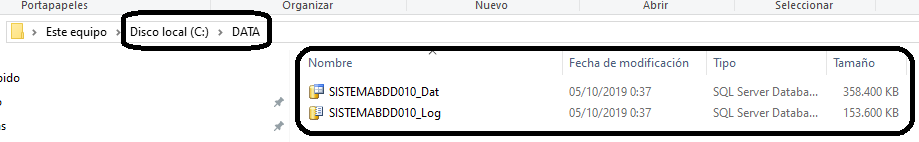 Portapapeles Organizar Nuevo Abrir Seleccionar
Este equipo > Disco local (C:) > DATA
Nombre Fecha de modificación Tipo Tamaño
pido
SISTEMABDD010_Dat 05/10/2019 0:37 SQL Server Databa... 358.400 KB
SISTEMABDD010_Log 05/10/2019 0:37 SQL Server Databa... 153.600 KB
as